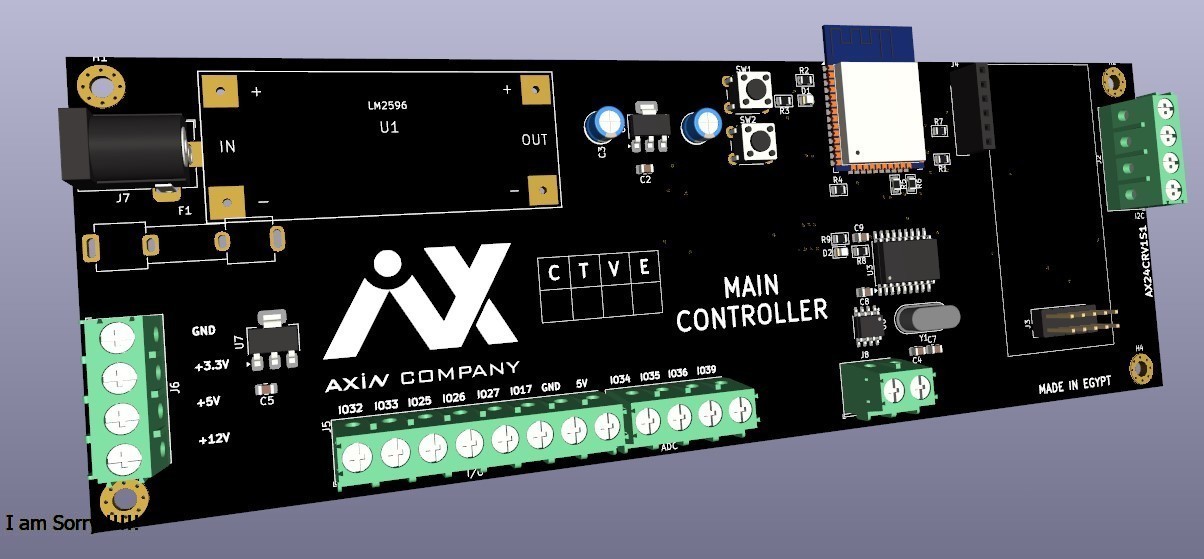 H1
SW1
R2
J4
+
+
LM2596
U1
D1
R3
SW2
IN
OUT
C3
R7
R1
J2
C2
R4
R5
R6
J7
F1
−
−
I2C
AX24CRV1S1
C T V E
R9
C9
D2
R8
U3
MAIN
CONTROLLER
C8
GND
+3.3V
+5V
+12V
J6
U7
C5
AXIN COMPANY
IO32 IO33 IO25 IO26 IO27 IO17 GND 5V IO34 IO35 IO36 IO39
J5
I/O
ADC
J8
Y1
C7
C4
J3
H4
MADE IN EGYPT
I am Sorry